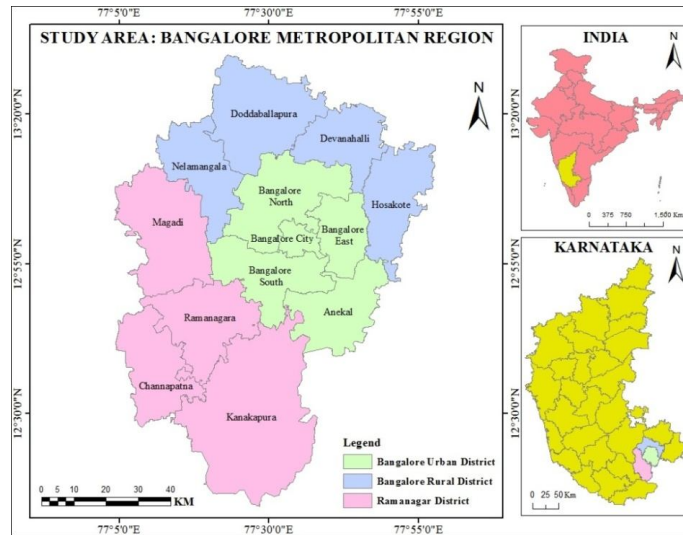 77°5'0"E 77°30'0"E 77°55'0"E
STUDY AREA: BANGALORE METROPOLITAN REGION
N
13°20'0"N
13°20'0"N
Doddaballapura
Devanahalli
Nelamangala
Bangalore
North
Hosakote
Magadi
Bangalore City
Bangalore
East
12°55'0"N
12°55'0"N
Bangalore
South
Ramanagara
Anekal
Channapatna
Kanakapura
12°30'0"N
12°30'0"N
Legend
Bangalore Urban District
Bangalore Rural District
Ramanagar District
0 5 10 20 30 40
KM
77°5'0"E 77°30'0"E 77°55'0"E
INDIA
N
0 375 750 1,500 Km
KARNATAKA
N
0 25 50 Km